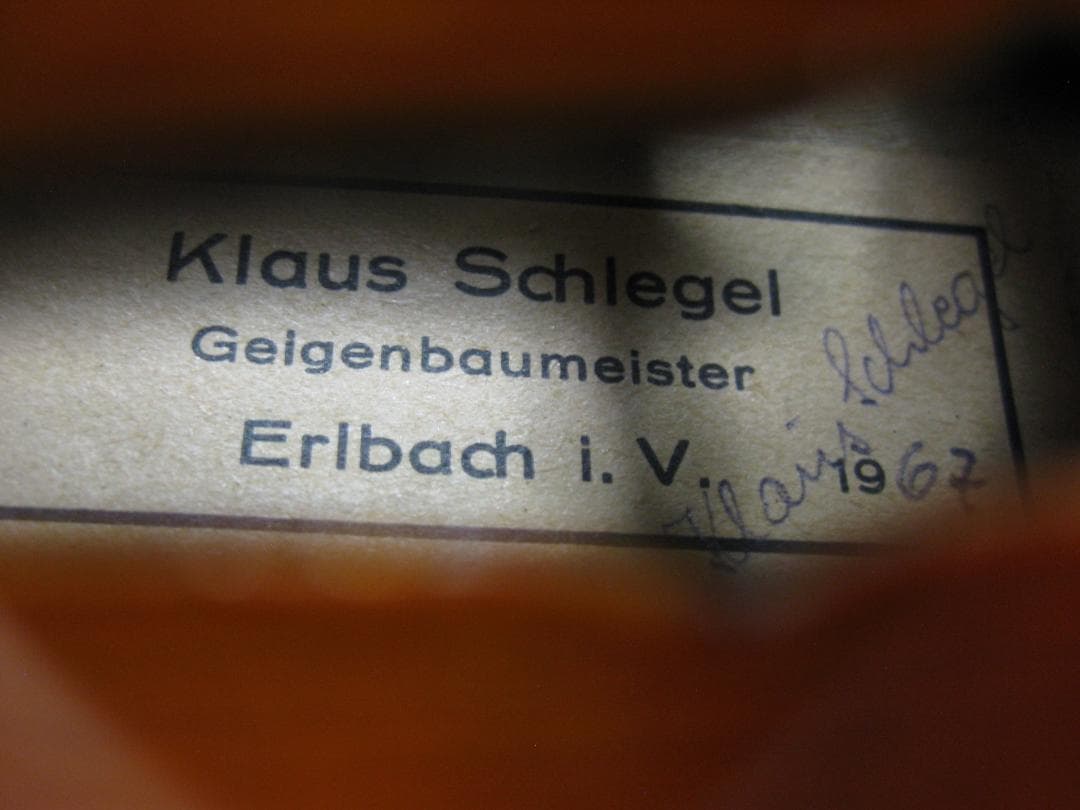 Klaus Schlegel
Geigenbaumeister
Erlbach i. V. 1967
Klaus Schlegel